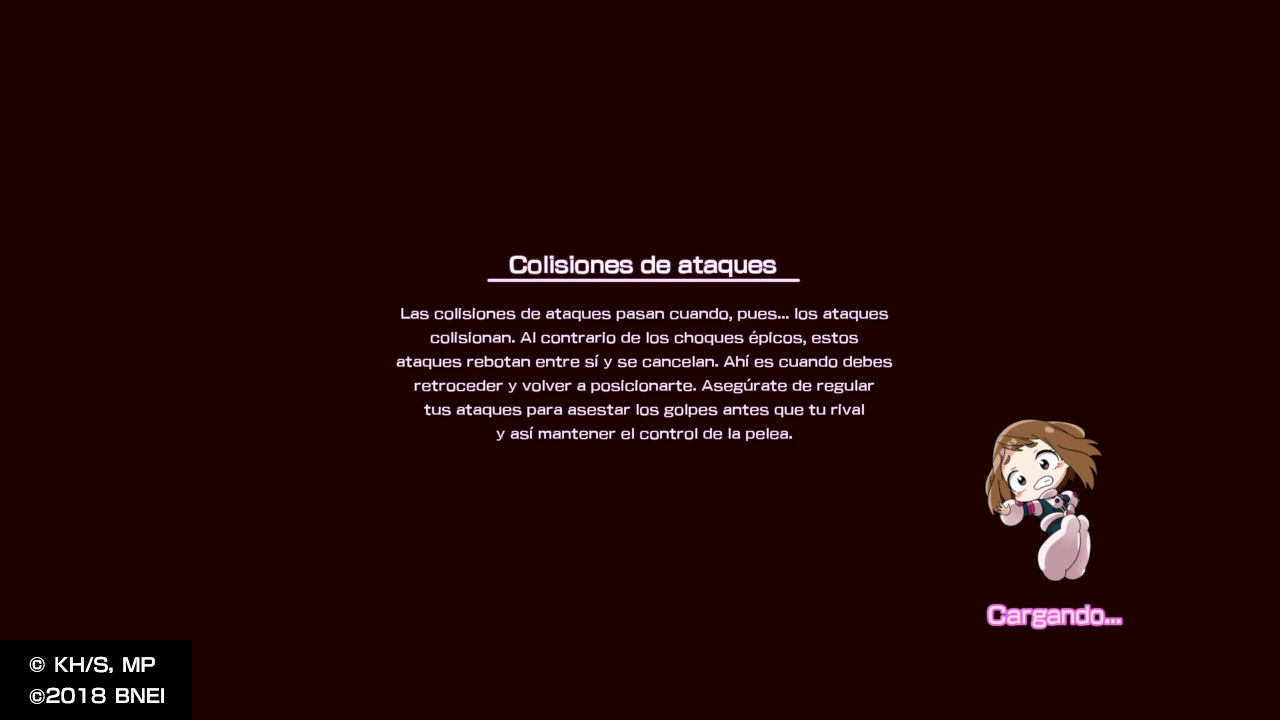 Colisiones de ataques
Las colisiones de ataques pasan cuando, pues... los ataques
colisionan. Al contrario de los choques épicos, estos
ataques rebotan entre sí y se cancelan. Ahí es cuando debes
retroceder y volver a posicionarte. Asegúrate de regular
tus ataques para asestar los golpes antes que tu rival
y así mantener el control de la pelea.
Cargando...
© KH/S, MP
©2018 BNEI